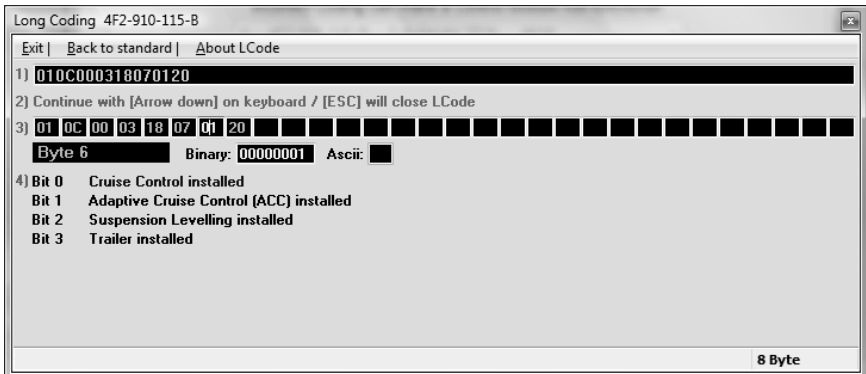 Long Coding 4F2-910-115-B
Exit | Back to standard | About LCode
1) 010C000318070120
2) Continue with [Arrow down] on keyboard / [ESC] will close LCode
3) 01 0C 00 03 18 07 01 20
Byte 6 Binary: 00000001 Ascii:
4) Bit 0 Cruise Control installed
Bit 1 Adaptive Cruise Control (ACC) installed
Bit 2 Suspension Levelling installed
Bit 3 Trailer installed
8 Byte